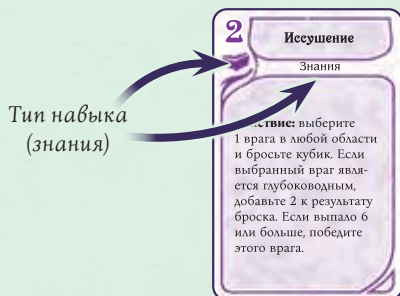 2
Иссушение
Знания
Тип навыка
(знания)
выберите
1 врага в любой области
и бросьте кубик. Если
выбранный враг явля-
ется глубоководным,
добавьте 2 к результату
броска. Если выпало 6
или больше, победите
этого врага.